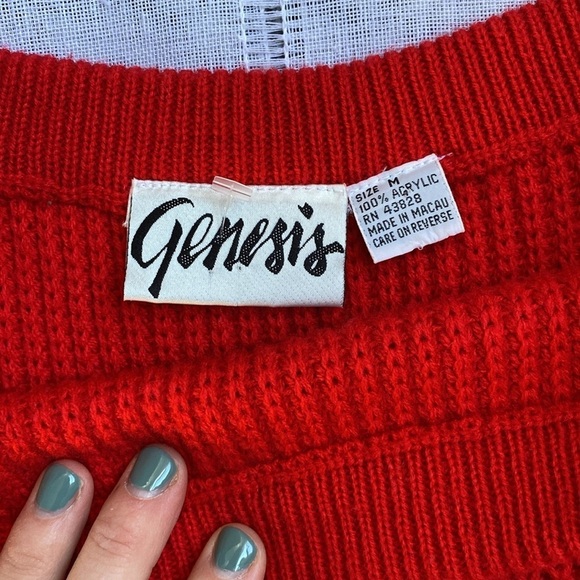 Genesis
SIZE M
100% ACRYLIC
RN 43828
MADE IN MACAU
CARE ON REVERSE